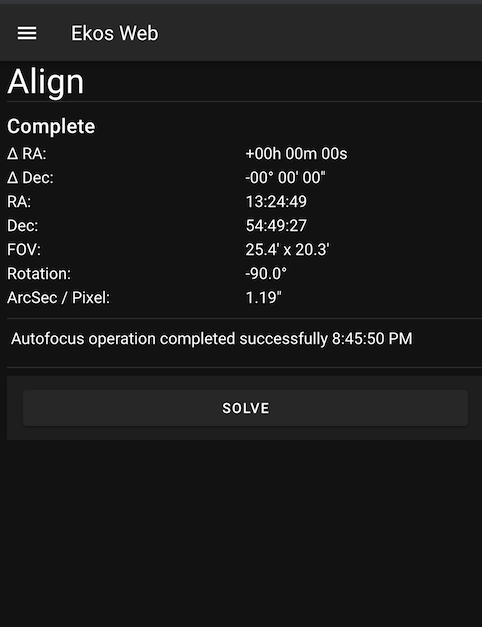 Ekos Web
Align
Complete
Δ RA: +00h 00m 00s
Δ Dec: -00° 00' 00"
RA: 13:24:49
Dec: 54:49:27
FOV: 25.4' x 20.3'
Rotation: -90.0°
ArcSec / Pixel: 1.19"
Autofocus operation completed successfully 8:45:50 PM
SOLVE